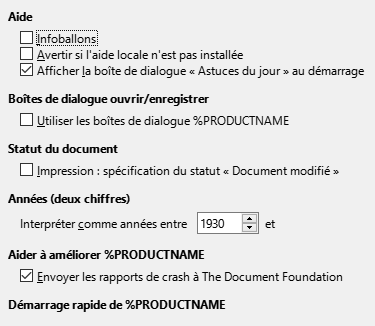 Aide
Infoballons
Avertir si l'aide locale n'est pas installée
Afficher la boîte de dialogue « Astuces du jour » au démarrage
Boîtes de dialogue ouvrir/enregistrer
Utiliser les boîtes de dialogue %PRODUCTNAME
Statut du document
Impression : spécification du statut « Document modifié »
Années (deux chiffres)
Interpréter comme années entre 1930 et
Aider à améliorer %PRODUCTNAME
Envoyer les rapports de crash à The Document Foundation
Démarrage rapide de %PRODUCTNAME